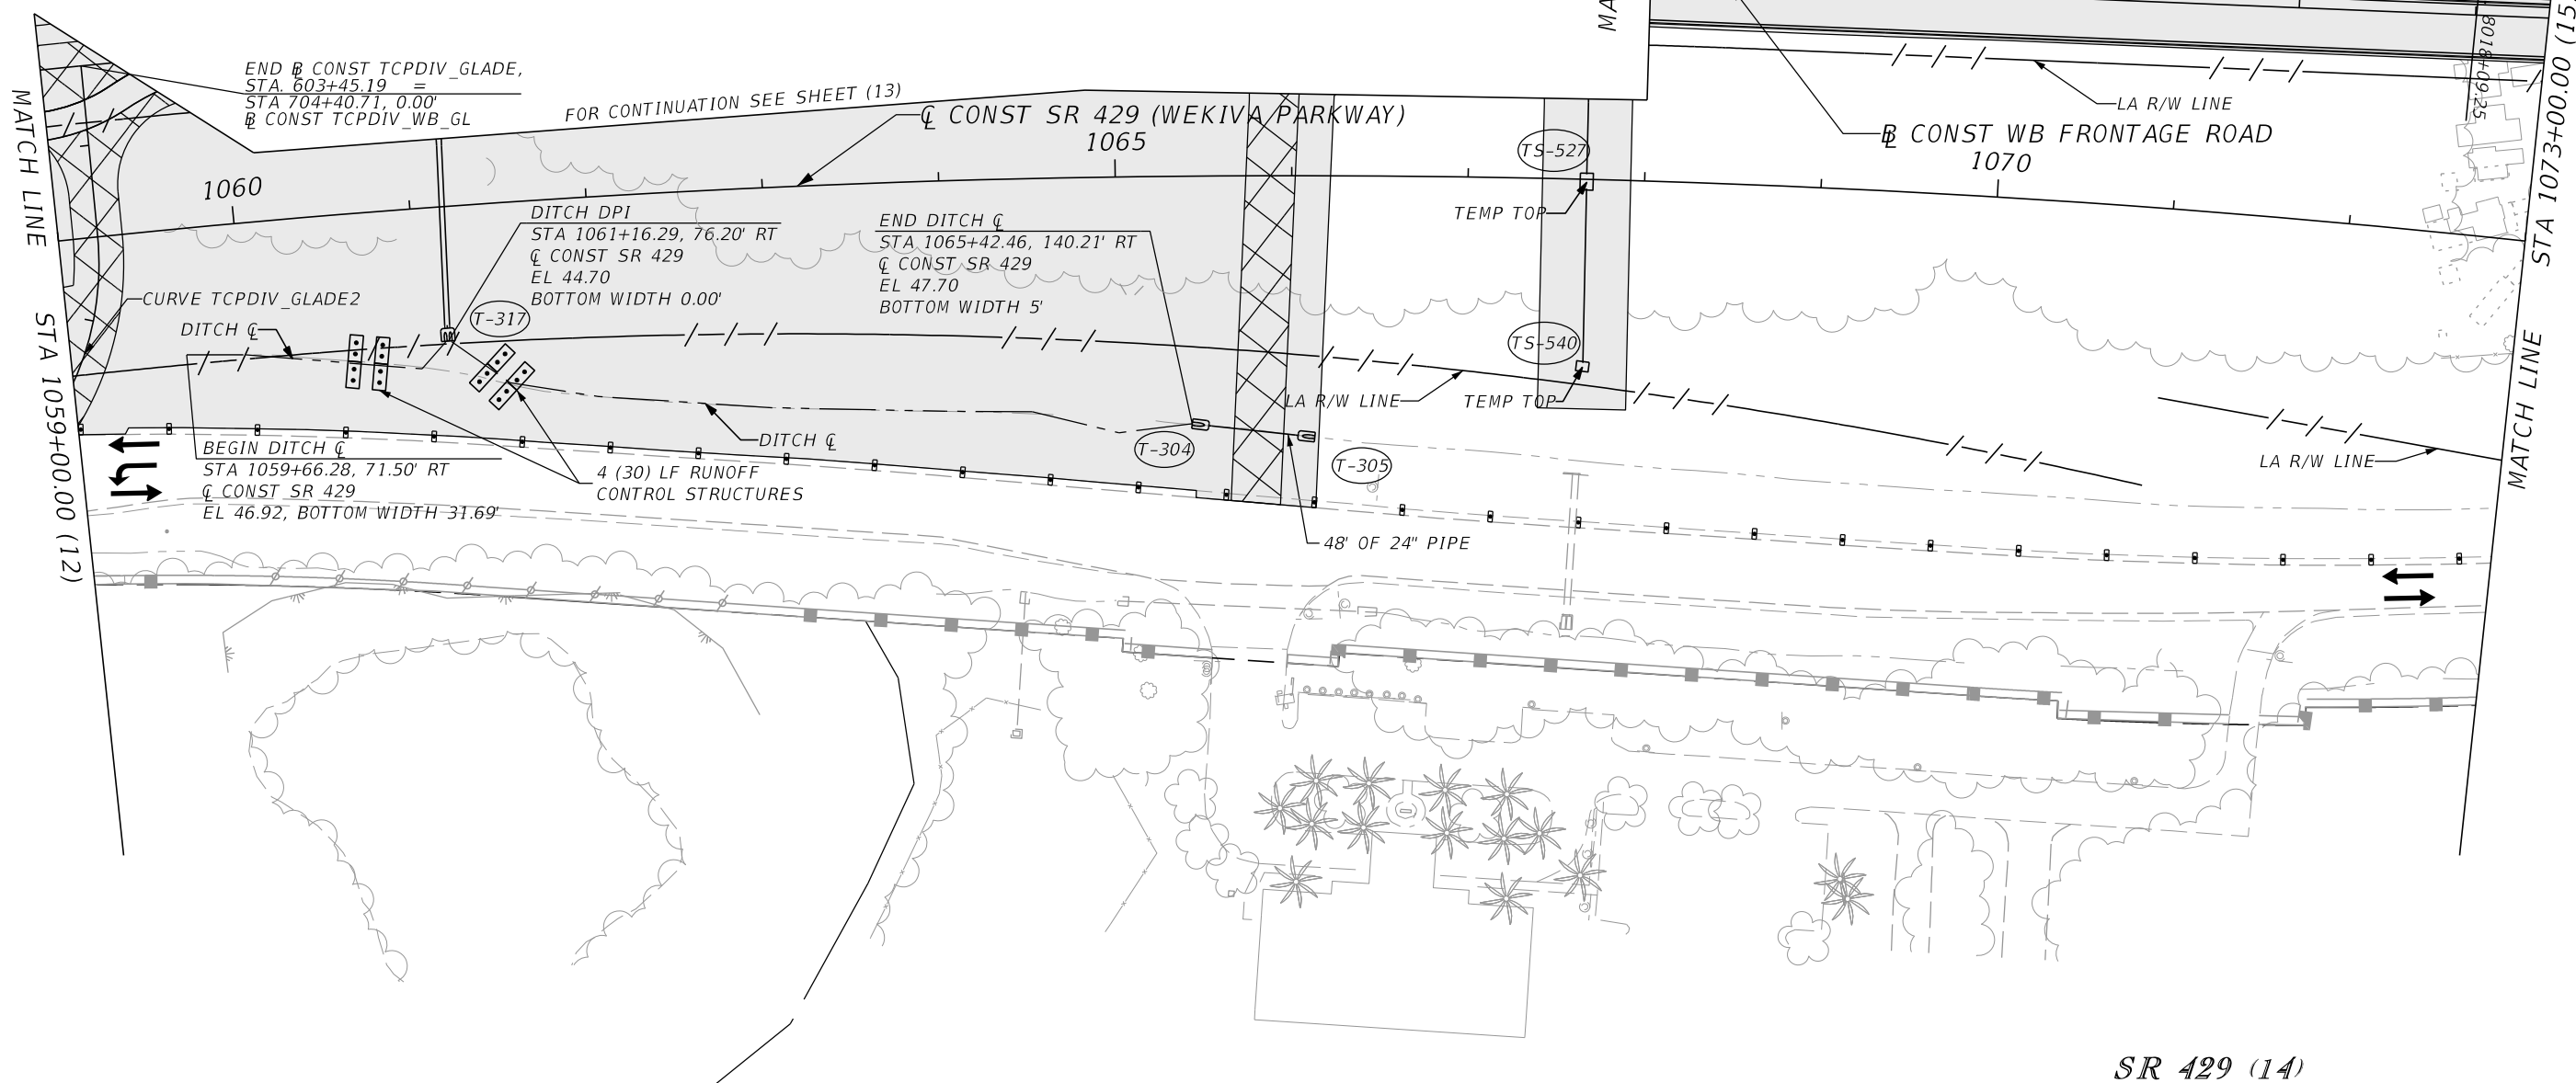 MA
STA 1073+00.00 (15)
8018+09.25
END ℄ CONST TCPDIV_GLADE,
STA. 603+45.19 =
STA 704+40.71, 0.00'
BL CONST TCPDIV_WB_GL
FOR CONTINUATION SEE SHEET (13)
℄ CONST SR 429 (WEKIVA PARKWAY)
1065
LA R/W LINE
BL CONST WB FRONTAGE ROAD
1070
MATCH LINE
1060
TS-527
TEMP TOP
DITCH DPI
STA 1061+16.29, 76.20' RT
℄ CONST SR 429
EL 44.70
BOTTOM WIDTH 0.00'
END DITCH ℄
STA 1065+42.46, 140.21' RT
℄ CONST SR 429
EL 47.70
BOTTOM WIDTH 5'
CURVE TCPDIV_GLADE2
DITCH ℄
T-317
TS-540
LA R/W LINE
TEMP TOP
MATCH LINE
STA 1059+00.00 (12)
DITCH ℄
T-304
T-305
LA R/W LINE
BEGIN DITCH ℄
STA 1059+66.28, 71.50' RT
℄ CONST SR 429
EL 46.92, BOTTOM WIDTH 31.69'
4 (30) LF RUNOFF
CONTROL STRUCTURES
48' OF 24" PIPE
SR 429 (14)